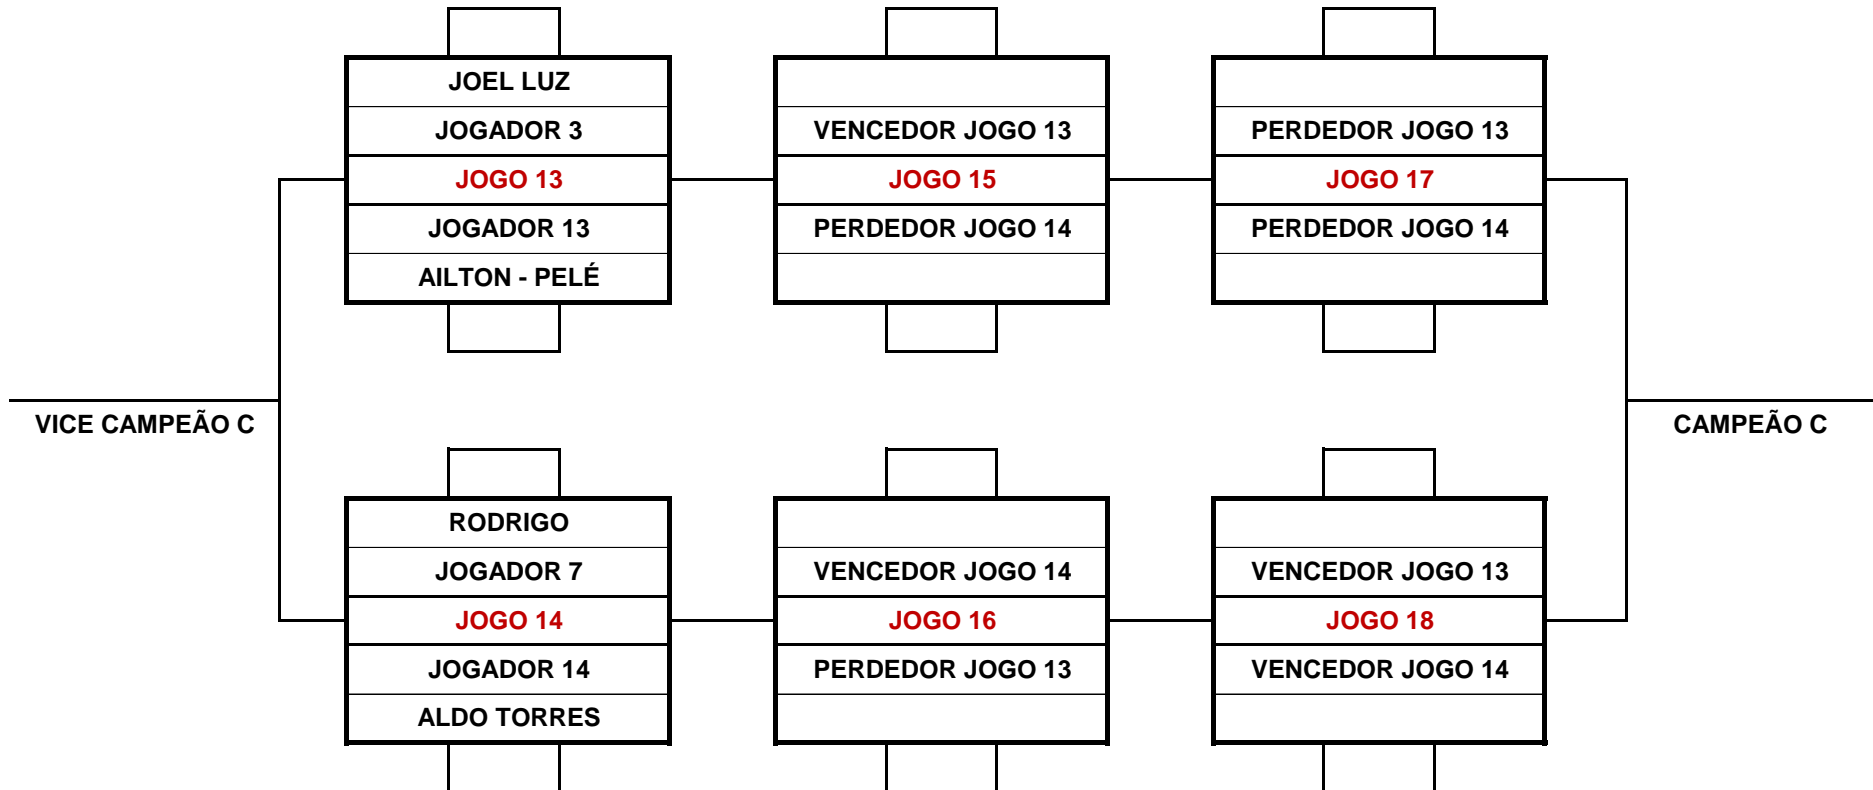 JOEL LUZ
JOGADOR 3
VENCEDOR JOGO 13
PERDEDOR JOGO 13
JOGO 13
JOGO 15
JOGO 17
JOGADOR 13
PERDEDOR JOGO 14
PERDEDOR JOGO 14
AILTON - PELÉ
VICE CAMPEÃO C
CAMPEÃO C
RODRIGO
JOGADOR 7
VENCEDOR JOGO 14
VENCEDOR JOGO 13
JOGO 14
JOGO 16
JOGO 18
JOGADOR 14
PERDEDOR JOGO 13
VENCEDOR JOGO 14
ALDO TORRES